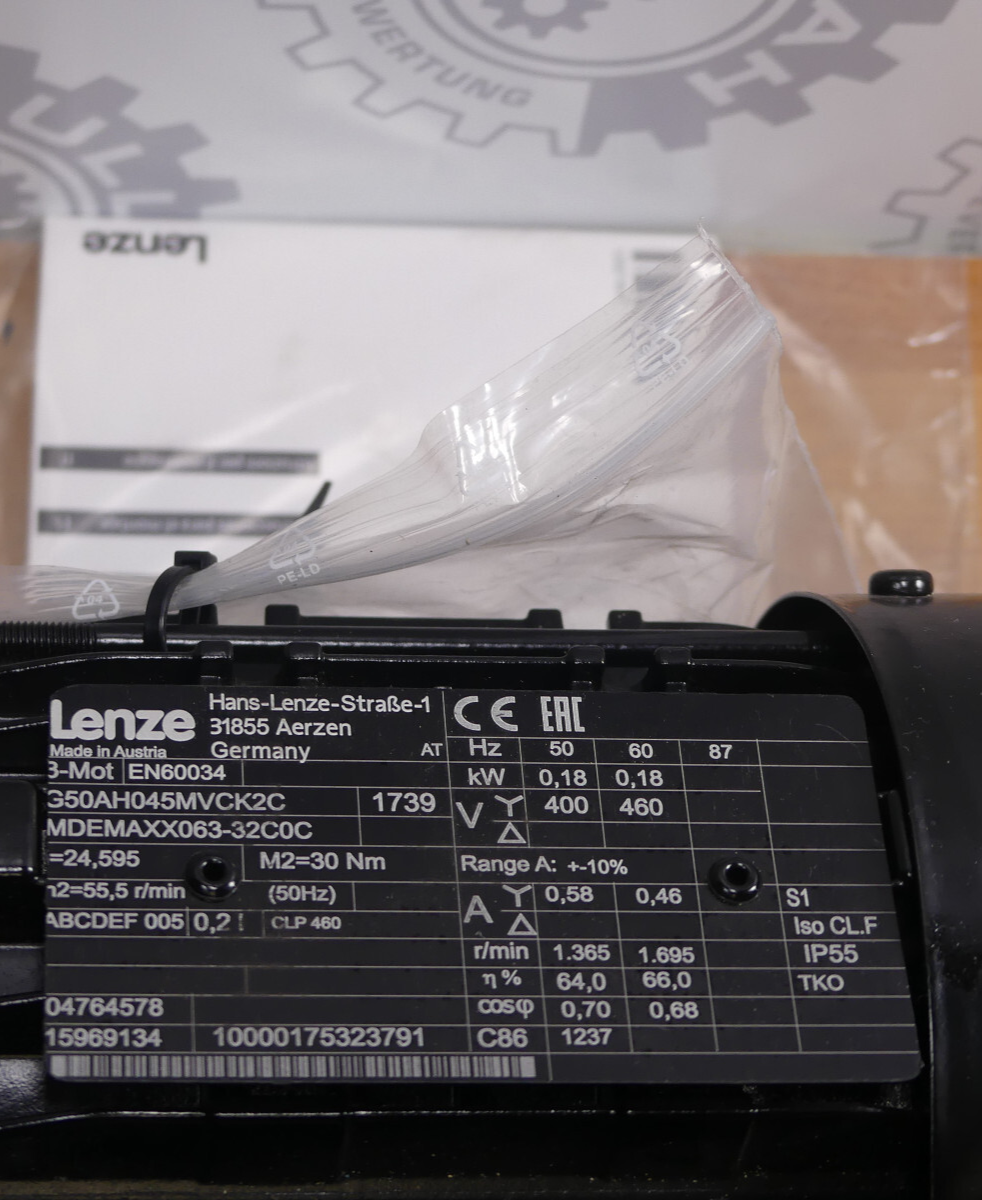 WERTUNG
Lenze
PE-LD
04
Lenze Hans-Lenze-Straße-1
31855 Aerzen
Made in Austria Germany AT
CE EAC
3-Mot EN60034
G50AH045MVCK2C 1739
MDEMAXX063-32C0C
=24,595 M2=30 Nm
n2=55,5 r/min (50Hz)
ABCDEF 005 0,2 l CLP 460
04764578
15969134 10000175323791
Hz 50 60 87
kW 0,18 0,18
V Y 400 460
Δ
Range A: +-10%
A Y 0,58 0,46 S1
Δ Iso CL.F
r/min 1.365 1.695 IP55
η % 64,0 66,0 TKO
cosφ 0,70 0,68
C86 1237